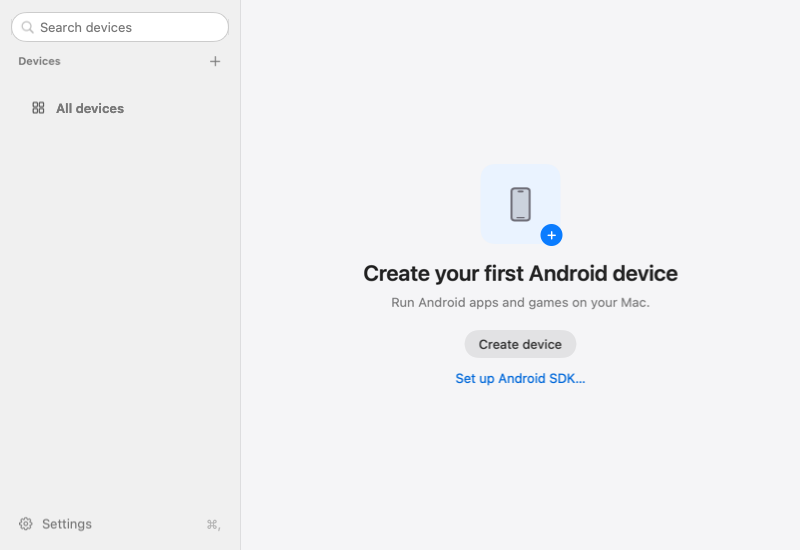 Search devices
Devices
All devices
Create your first Android device
Run Android apps and games on your Mac.
Create device
Set up Android SDK...
Settings ⌘,